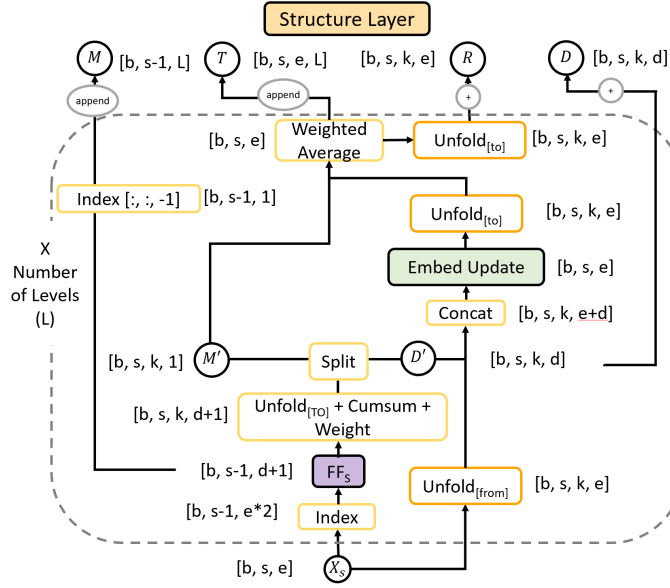 Structure Layer
M
[b, s-1, L]
T
[b, s, e, L]
[b, s, k, e]
R
D
[b, s, k, d]
append
append
+
+
[b, s, e]
Weighted
Average
Unfold[to]
[b, s, k, e]
Index [:, :, -1]
[b, s-1, 1]
Unfold[to]
[b, s, k, e]
X
Number
of Levels
(L)
Embed Update
[b, s, e]
Concat
[b, s, k, e+d]
[b, s, k, 1]
M'
Split
D'
[b, s, k, d]
[b, s, k, d+1]
Unfold[TO] + Cumsum +
Weight
[b, s-1, d+1]
FFS
Unfold[from]
[b, s, k, e]
[b, s-1, e*2]
Index
[b, s, e]
Xs